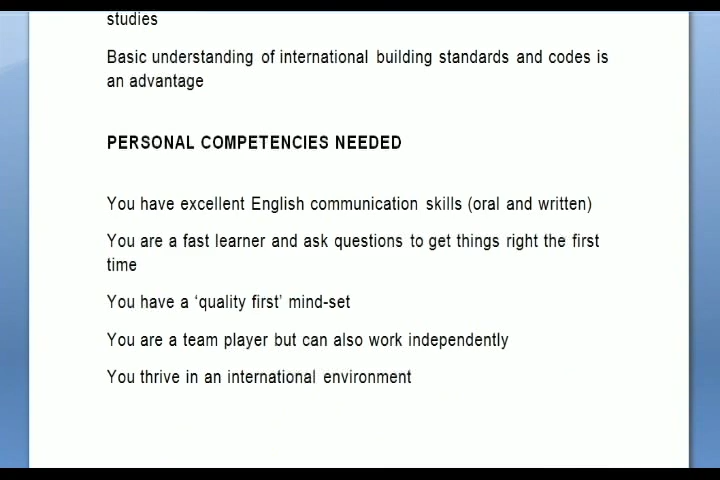 studies
Basic understanding of international building standards and codes is
an advantage
PERSONAL COMPETENCIES NEEDED
You have excellent English communication skills (oral and written)
You are a fast learner and ask questions to get things right the first
time
You have a ‘quality first’ mind-set
You are a team player but can also work independently
You thrive in an international environment